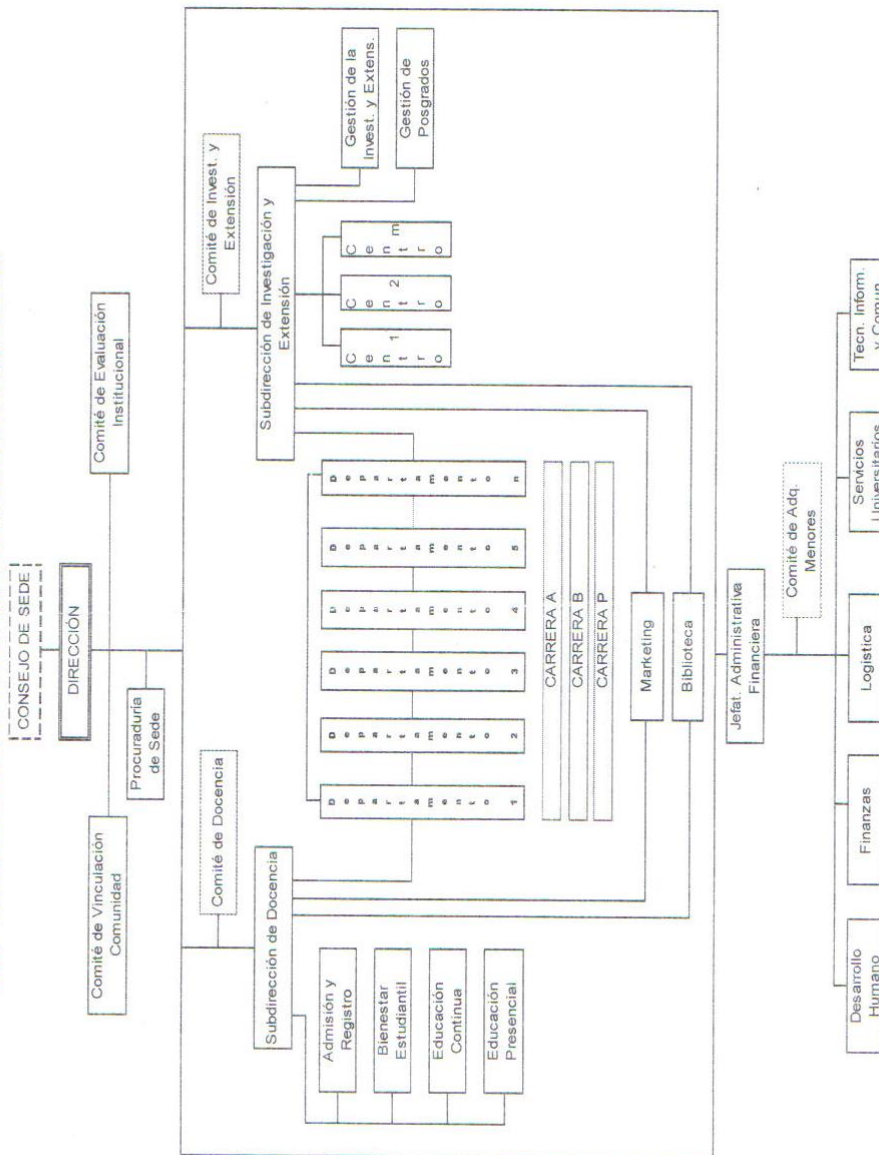 CONSEJO DE SEDE
DIRECCIÓN
Comité de Vinculación
Comunidad
Comité de Evaluación
Institucional
Procuraduría
de Sede
Comité de Docencia
Comité de Invest. y
Extensión
Subdirección de Docencia
Subdirección de Investigación y
Extensión
Admisión y
Registro
Bienestar
Estudiantil
Educación
Continua
Educación
Presencial
Departamento 1
Departamento 2
Departamento 3
Departamento 4
Departamento 5
Departamento n
Centro 1
Centro 2
Centro m
Gestión de la
Invest. y Extens.
Gestión de
Posgrados
CARRERA A
CARRERA B
CARRERA P
Marketing
Biblioteca
Jefat. Administrativa
Financiera
Comité de Adq.
Menores
Desarrollo
Humano
Finanzas
Logística
Servicios
Universitarios
Tecn. Inform.
y Comun.